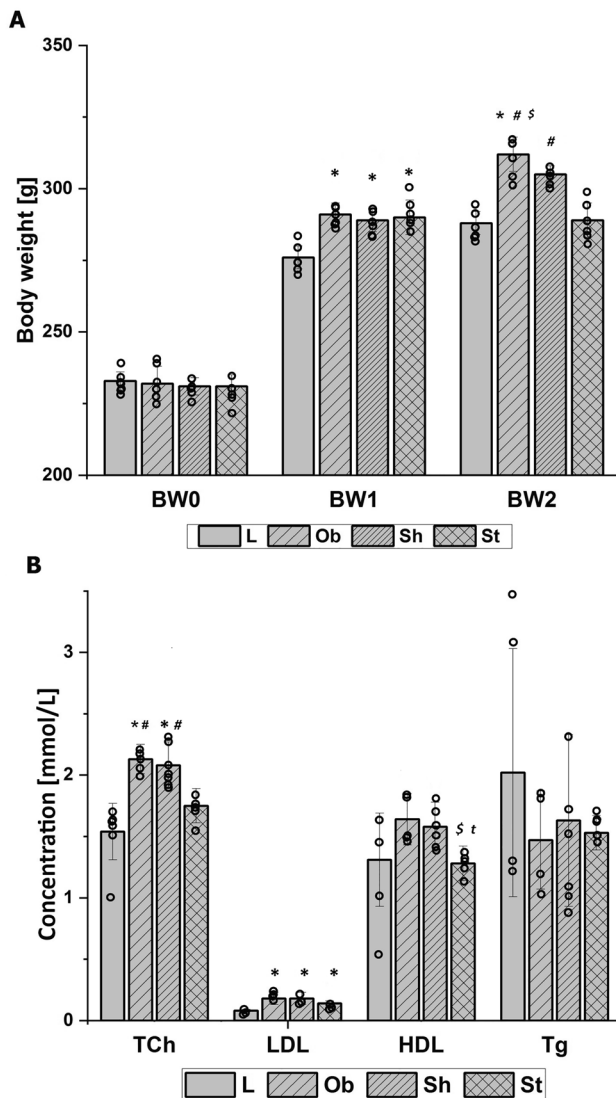 A
350
* # $
#
* * *
300
Body weight [g]
250
200
BW0 BW1 BW2
L Ob Sh St
B
3
Concentration [mmol/L]
*# *#
2
$ t
1
* * *
0
TCh LDL HDL Tg
L Ob Sh St